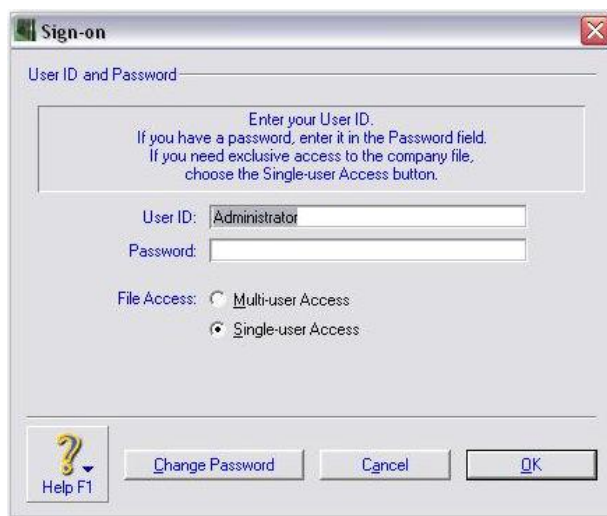 Sign-on
User ID and Password
Enter your User ID.
If you have a password, enter it in the Password field.
If you need exclusive access to the company file,
choose the Single-user Access button.
User ID: Administrator
Password:
File Access: Multi-user Access
Single-user Access
Help F1
Change Password
Cancel
OK